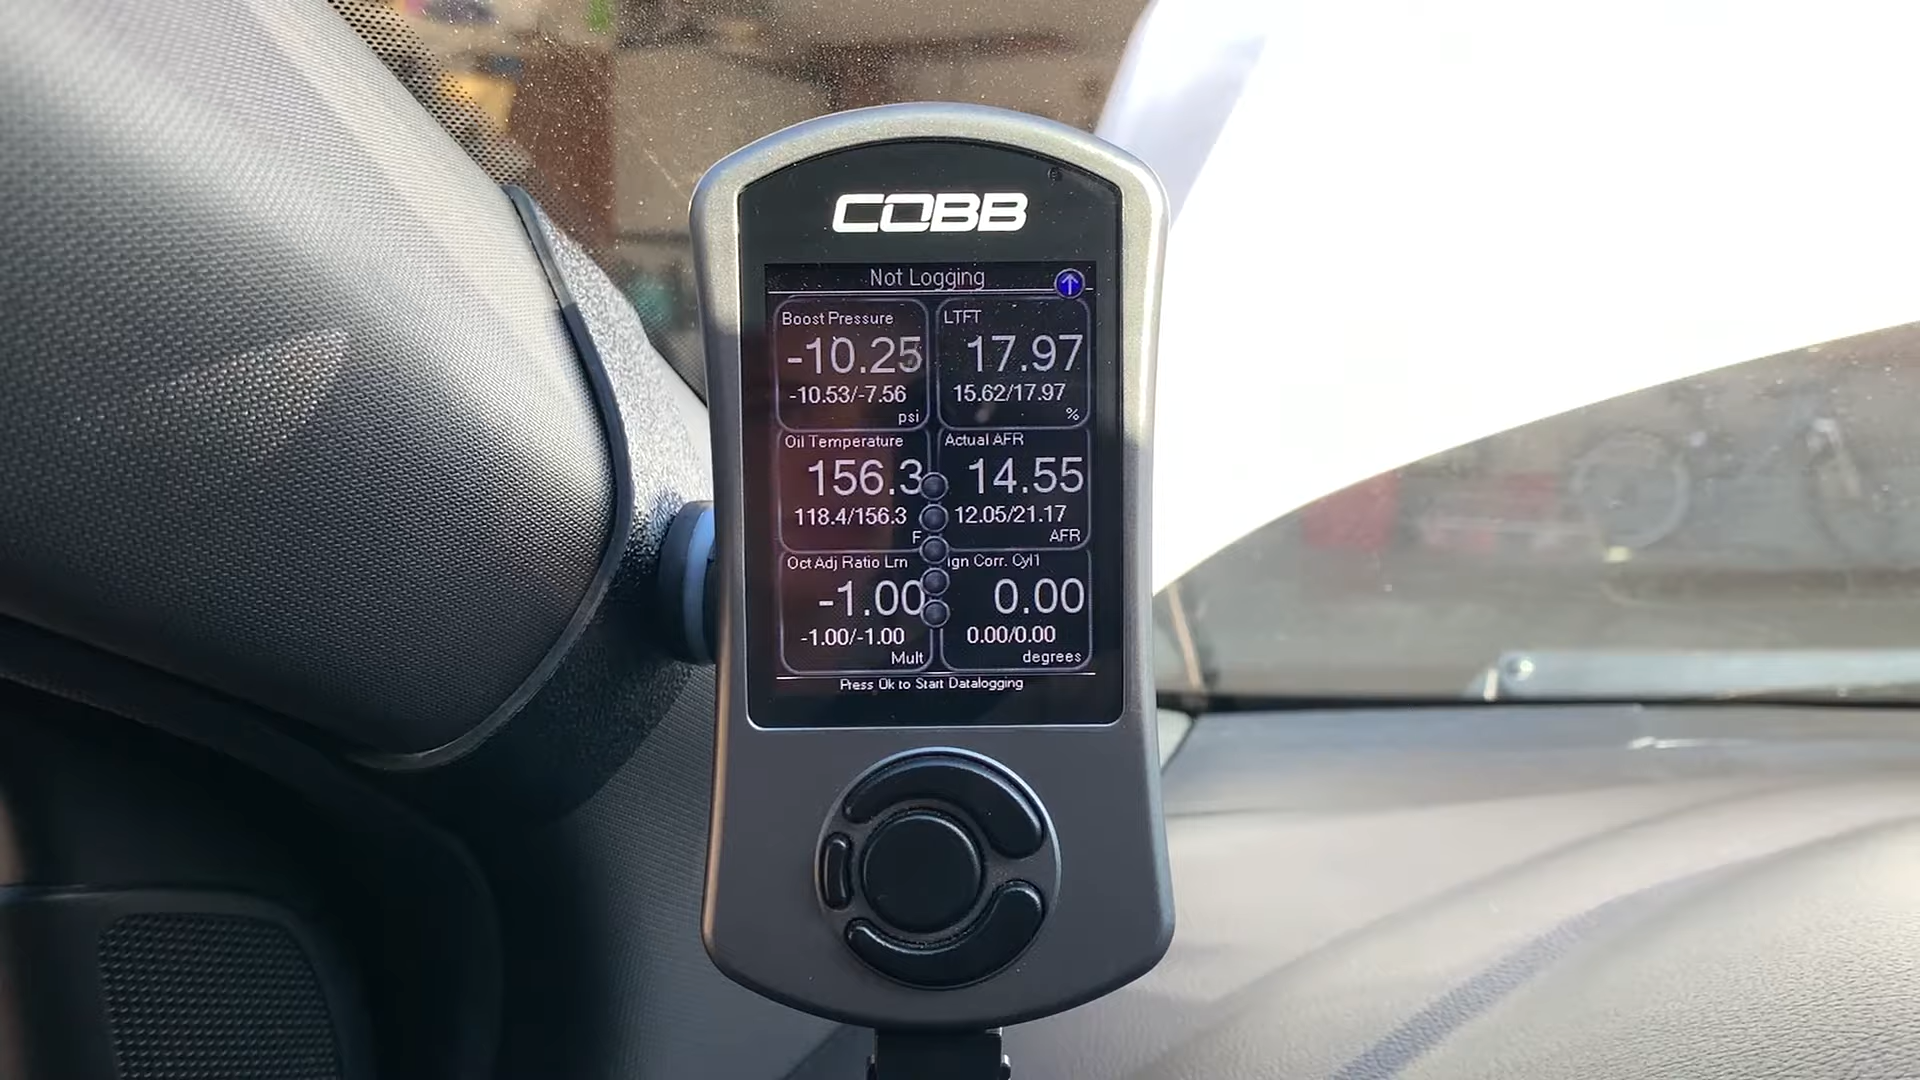 COBB
Not Logging
Boost Pressure
-10.25
-10.53/-7.56
psi
LTFT
17.97
15.62/17.97
%
Oil Temperature
156.3
118.4/156.3
F
Actual AFR
14.55
12.05/21.17
AFR
Oct Adj Ratio Lrn
-1.00
-1.00/-1.00
Mult
Ign Corr. Cyl1
0.00
0.00/0.00
degrees
Press Ok to Start Datalogging